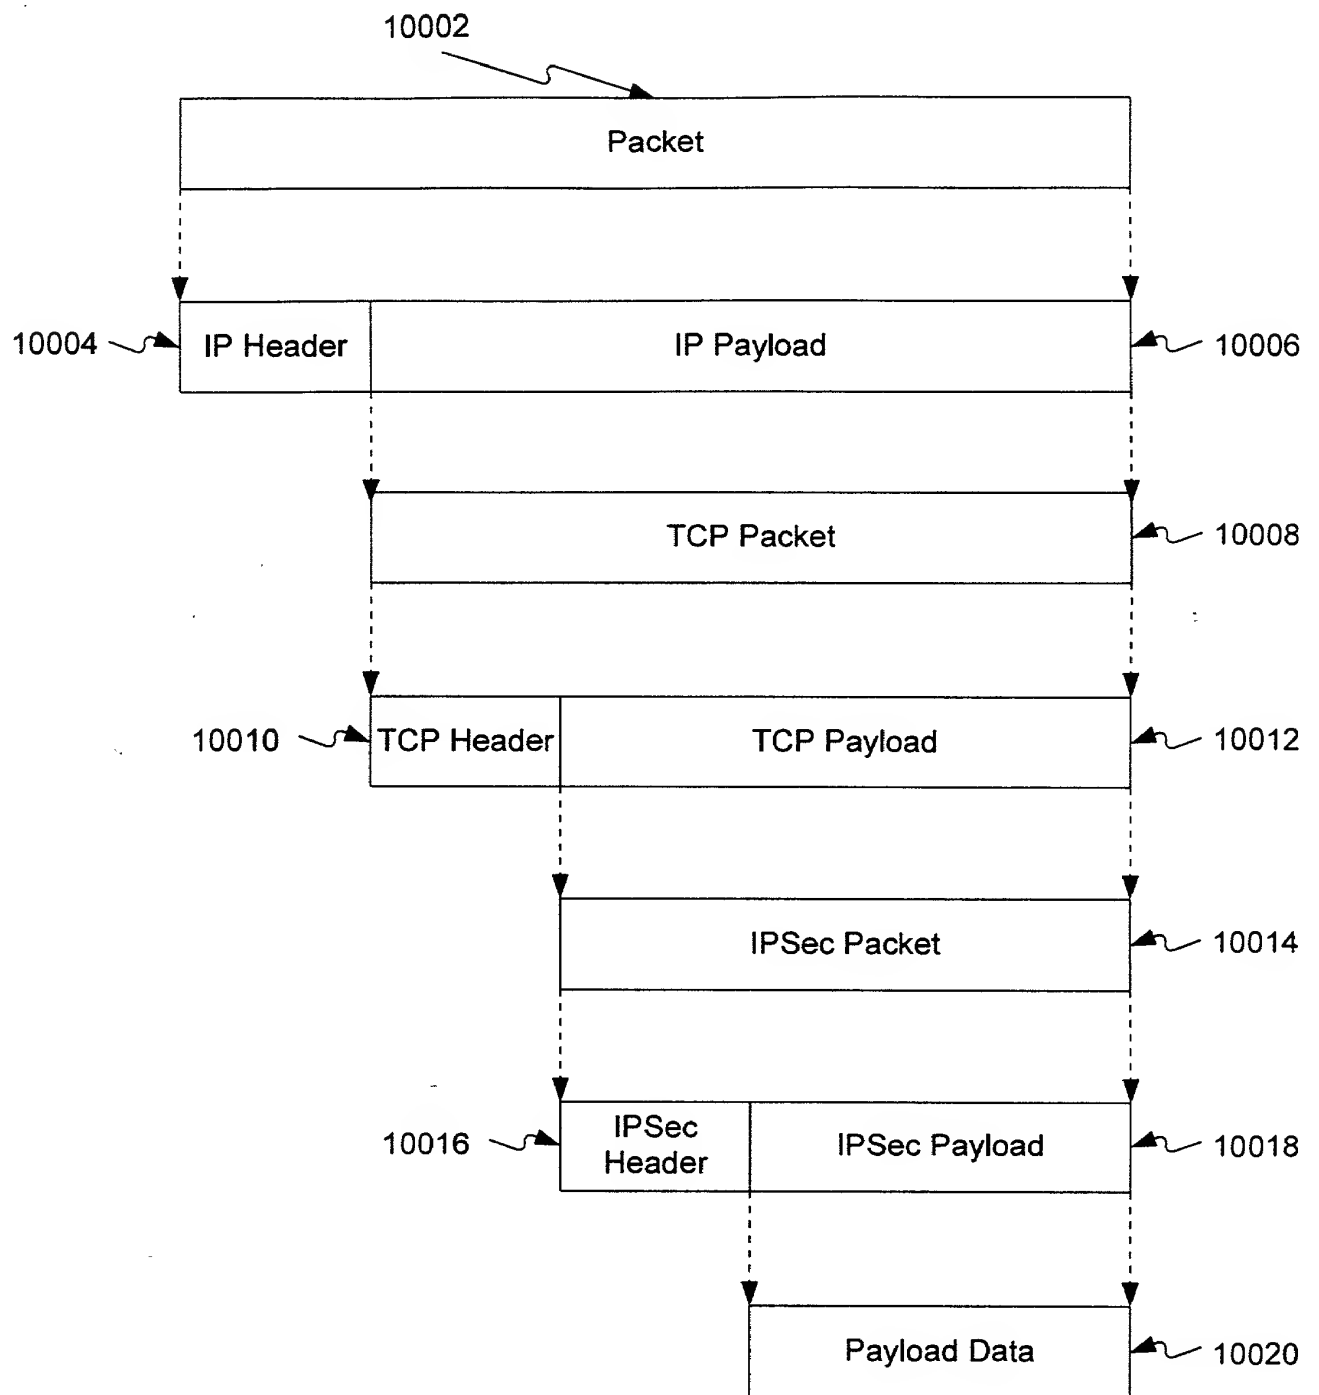 10002
Packet
10004
IP Header
IP Payload
10006
TCP Packet
10008
10010
TCP Header
TCP Payload
10012
IPSec Packet
10014
10016
IPSec
Header
IPSec Payload
10018
Payload Data
10020